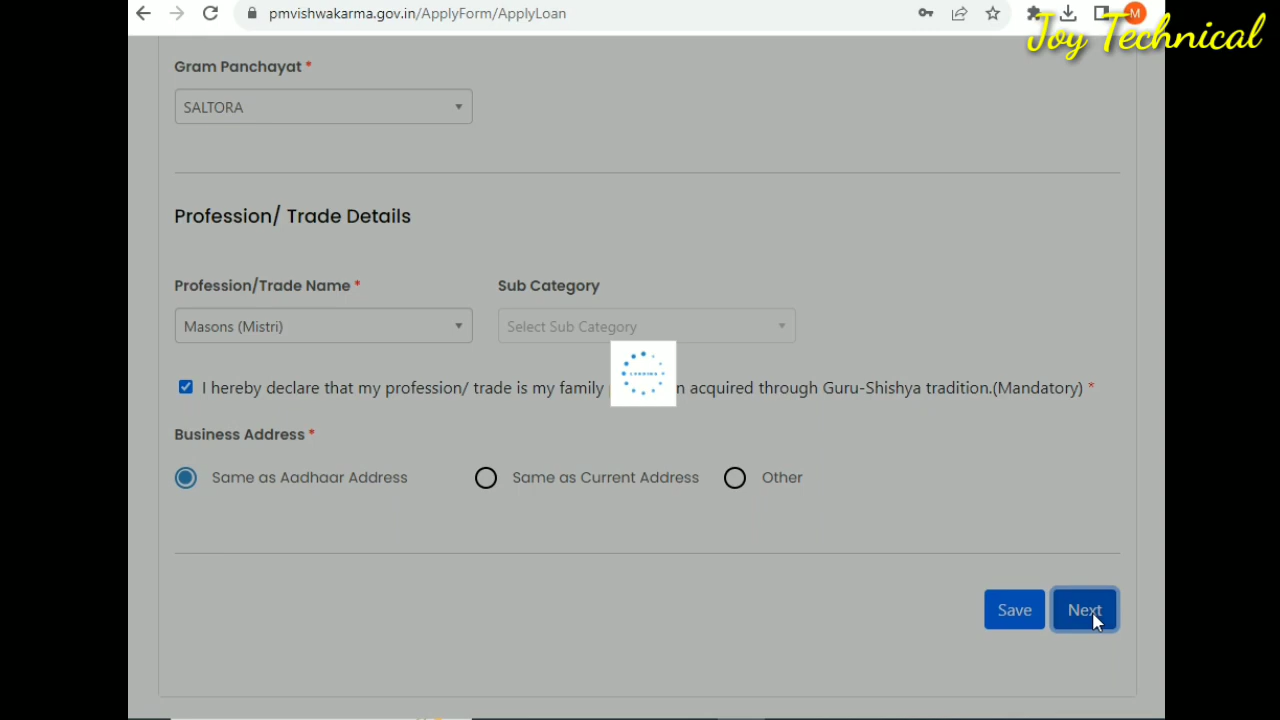 pmvishwakarma.gov.in/ApplyForm/ApplyLoan
M
Joy Technical
Gram Panchayat *
SALTORA
Profession/ Trade Details
Profession/Trade Name * Sub Category
Masons (Mistri) Select Sub Category
I hereby declare that my profession/ trade is my family acquired through Guru-Shishya tradition.(Mandatory) *
Business Address *
Same as Aadhaar Address Same as Current Address Other
Save Next